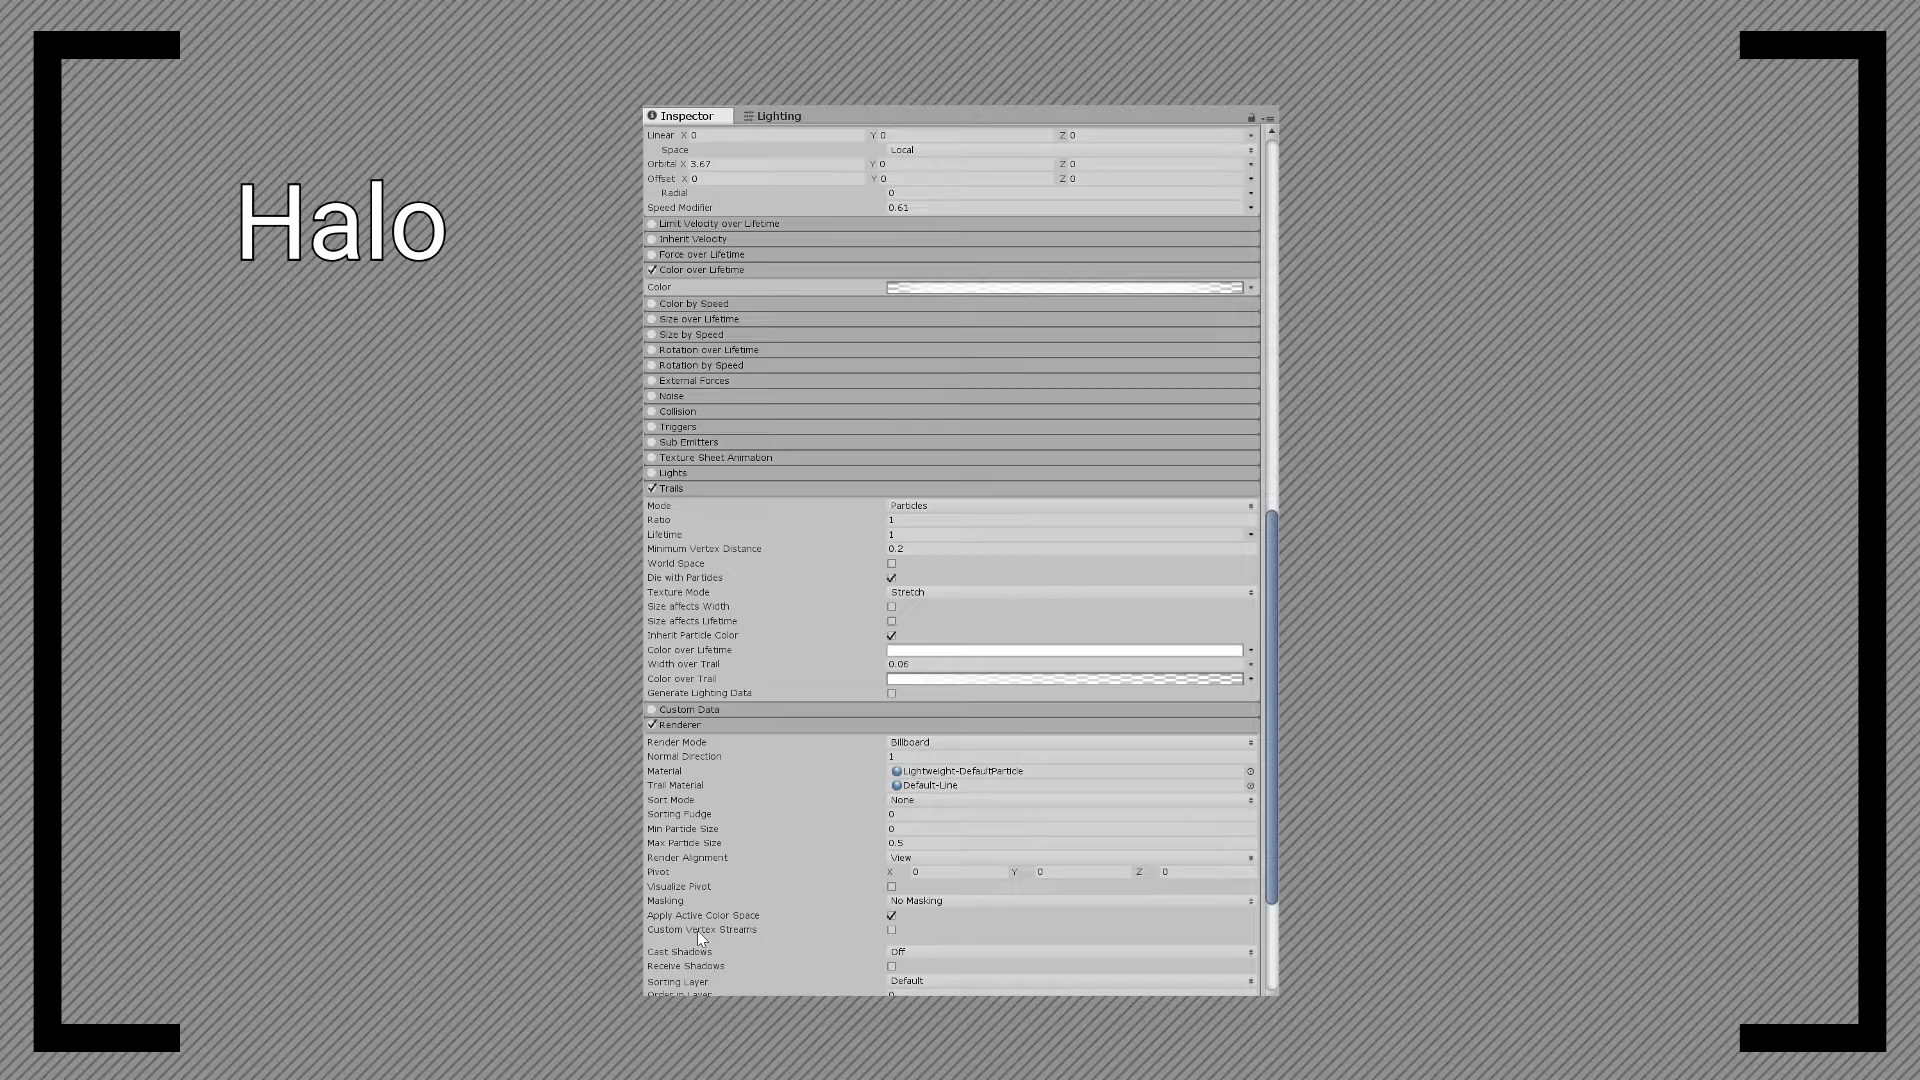 Halo
Inspector Lighting
Linear X 0 Y 0 Z 0
Space Local
Orbital X 3.67 Y 0 Z 0
Offset X 0 Y 0 Z 0
Radial 0
Speed Modifier 0.61
Limit Velocity over Lifetime
Inherit Velocity
Force over Lifetime
Color over Lifetime
Color
Color by Speed
Size over Lifetime
Size by Speed
Rotation over Lifetime
Rotation by Speed
External Forces
Noise
Collision
Triggers
Sub Emitters
Texture Sheet Animation
Lights
Trails
Mode Particles
Ratio 1
Lifetime 1
Minimum Vertex Distance 0.2
World Space
Die with Particles
Texture Mode Stretch
Size affects Width
Size affects Lifetime
Inherit Particle Color
Color over Lifetime
Width over Trail 0.06
Color over Trail
Generate Lighting Data
Custom Data
Renderer
Render Mode Billboard
Normal Direction 1
Material Lightweight-DefaultParticle
Trail Material Default-Line
Sort Mode None
Sorting Fudge 0
Min Particle Size 0
Max Particle Size 0.5
Render Alignment View
Pivot X 0 Y 0 Z 0
Visualize Pivot
Masking No Masking
Apply Active Color Space
Custom Vertex Streams
Cast Shadows Off
Receive Shadows
Sorting Layer Default
Order in Layer 0